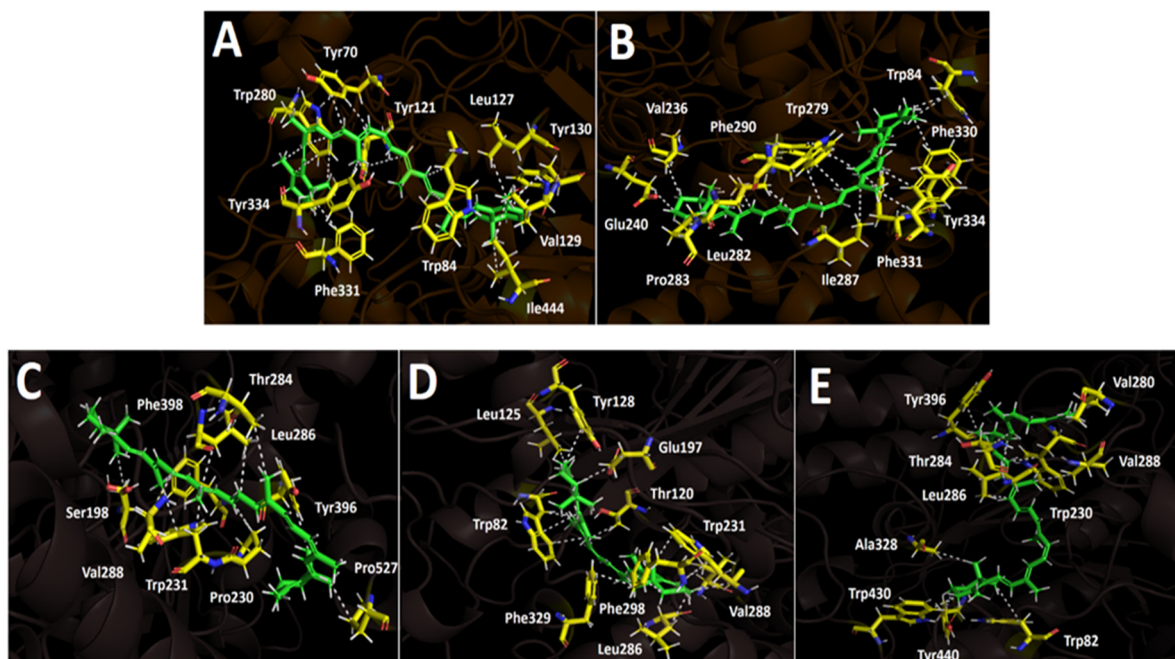 A
Tyr70
Trp280
Tyr121
Leu127
Tyr130
Tyr334
Trp84
Val129
Phe331
Ile444
B
Trp84
Val236
Phe290
Trp279
Phe330
Glu240
Leu282
Tyr334
Pro283
Ile287
Phe331
C
Thr284
Phe398
Leu286
Ser198
Tyr396
Val288
Trp231
Pro230
Pro527
D
Leu125
Tyr128
Glu197
Thr120
Trp82
Trp231
Phe329
Phe298
Val288
Leu286
E
Tyr396
Val280
Thr284
Val288
Leu286
Trp230
Ala328
Trp430
Tyr440
Trp82